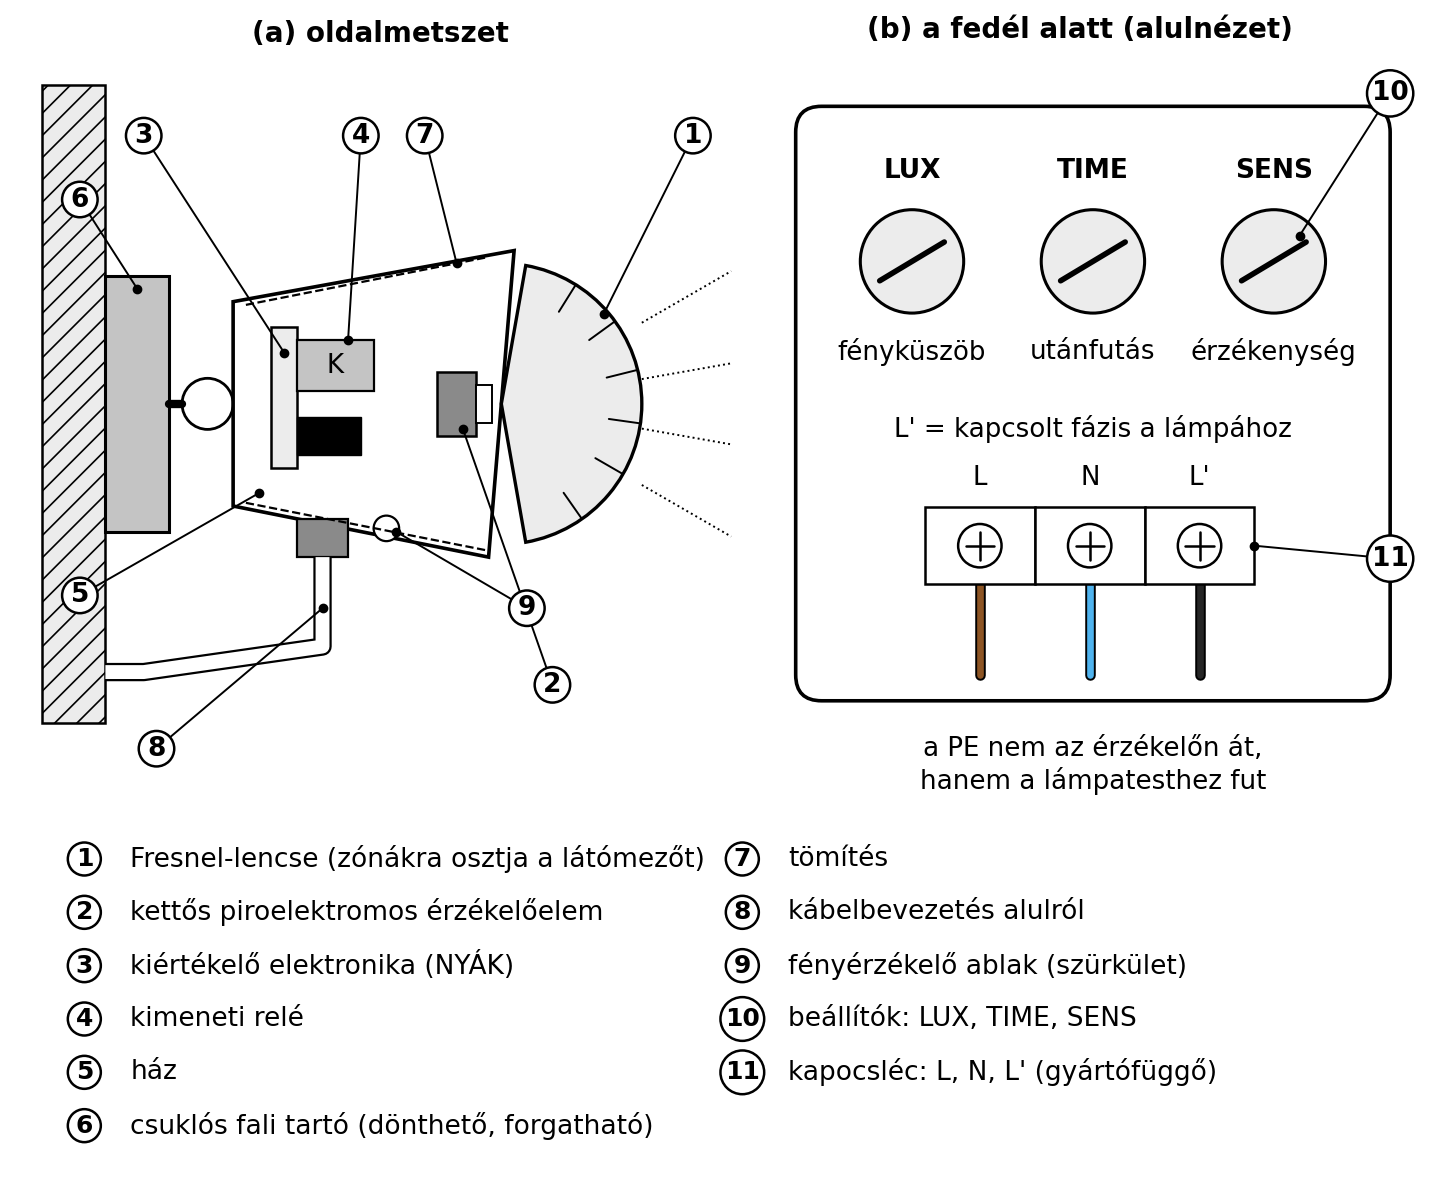 (a) oldalmetszet
3
4
7
1
6
K
5
9
2
8
(b) a fedél alatt (alulnézet)
10
LUX TIME SENS
fényküszöb utánfutás érzékenység
L' = kapcsolt fázis a lámpához
L N L'
11
a PE nem az érzékelőn át,
hanem a lámpatesthez fut
1 Fresnel-lencse (zónákra osztja a látómezőt)
2 kettős piroelektromos érzékelőelem
3 kiértékelő elektronika (NYÁK)
4 kimeneti relé
5 ház
6 csuklós fali tartó (dönthető, forgatható)
7 tömítés
8 kábelbevezetés alulról
9 fényérzékelő ablak (szürkület)
10 beállítók: LUX, TIME, SENS
11 kapocsléc: L, N, L' (gyártófüggő)